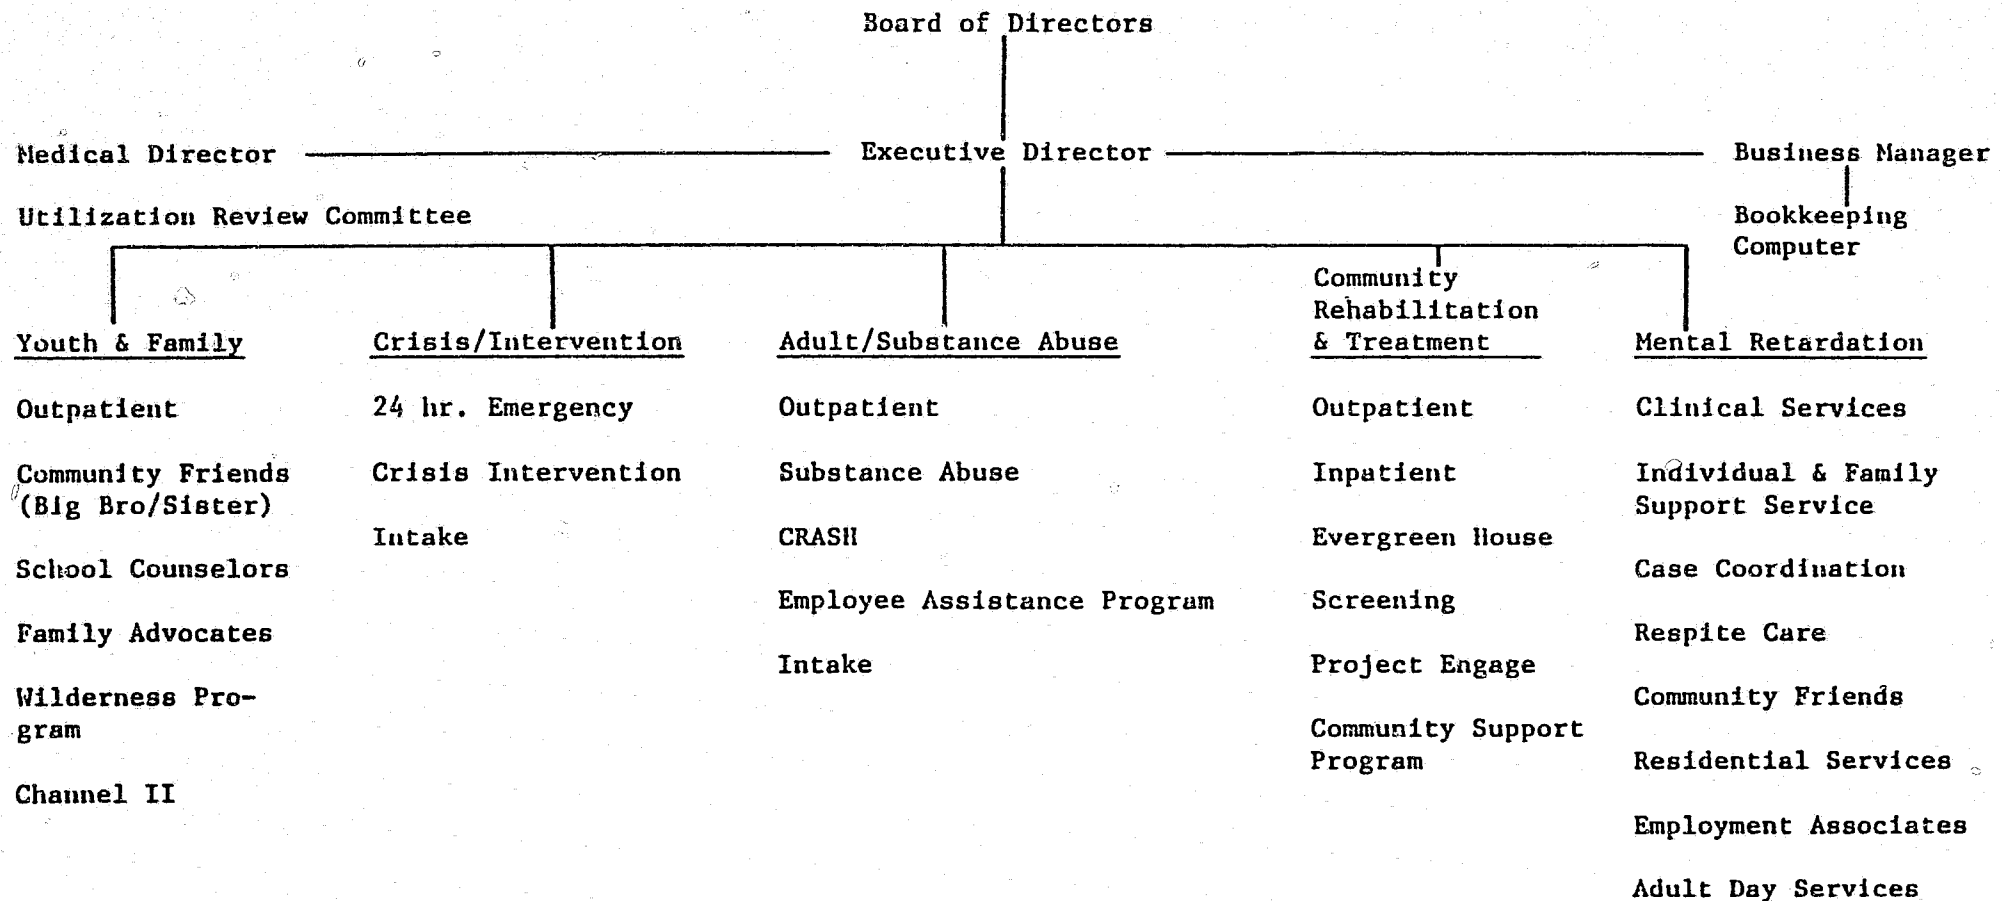 Board of Directors
Medical Director
Executive Director
Business Manager
Utilization Review Committee
Bookkeeping
Computer
Youth & Family
Outpatient
Community Friends
(Big Bro/Sister)
School Counselors
Family Advocates
Wilderness Pro-
gram
Channel II
Crisis/Intervention
24 hr. Emergency
Crisis Intervention
Intake
Adult/Substance Abuse
Outpatient
Substance Abuse
CRASH
Employee Assistance Program
Intake
Community
Rehabilitation
& Treatment
Outpatient
Inpatient
Evergreen House
Screening
Project Engage
Community Support
Program
Mental Retardation
Clinical Services
Individual & Family
Support Service
Case Coordination
Respite Care
Community Friends
Residential Services
Employment Associates
Adult Day Services